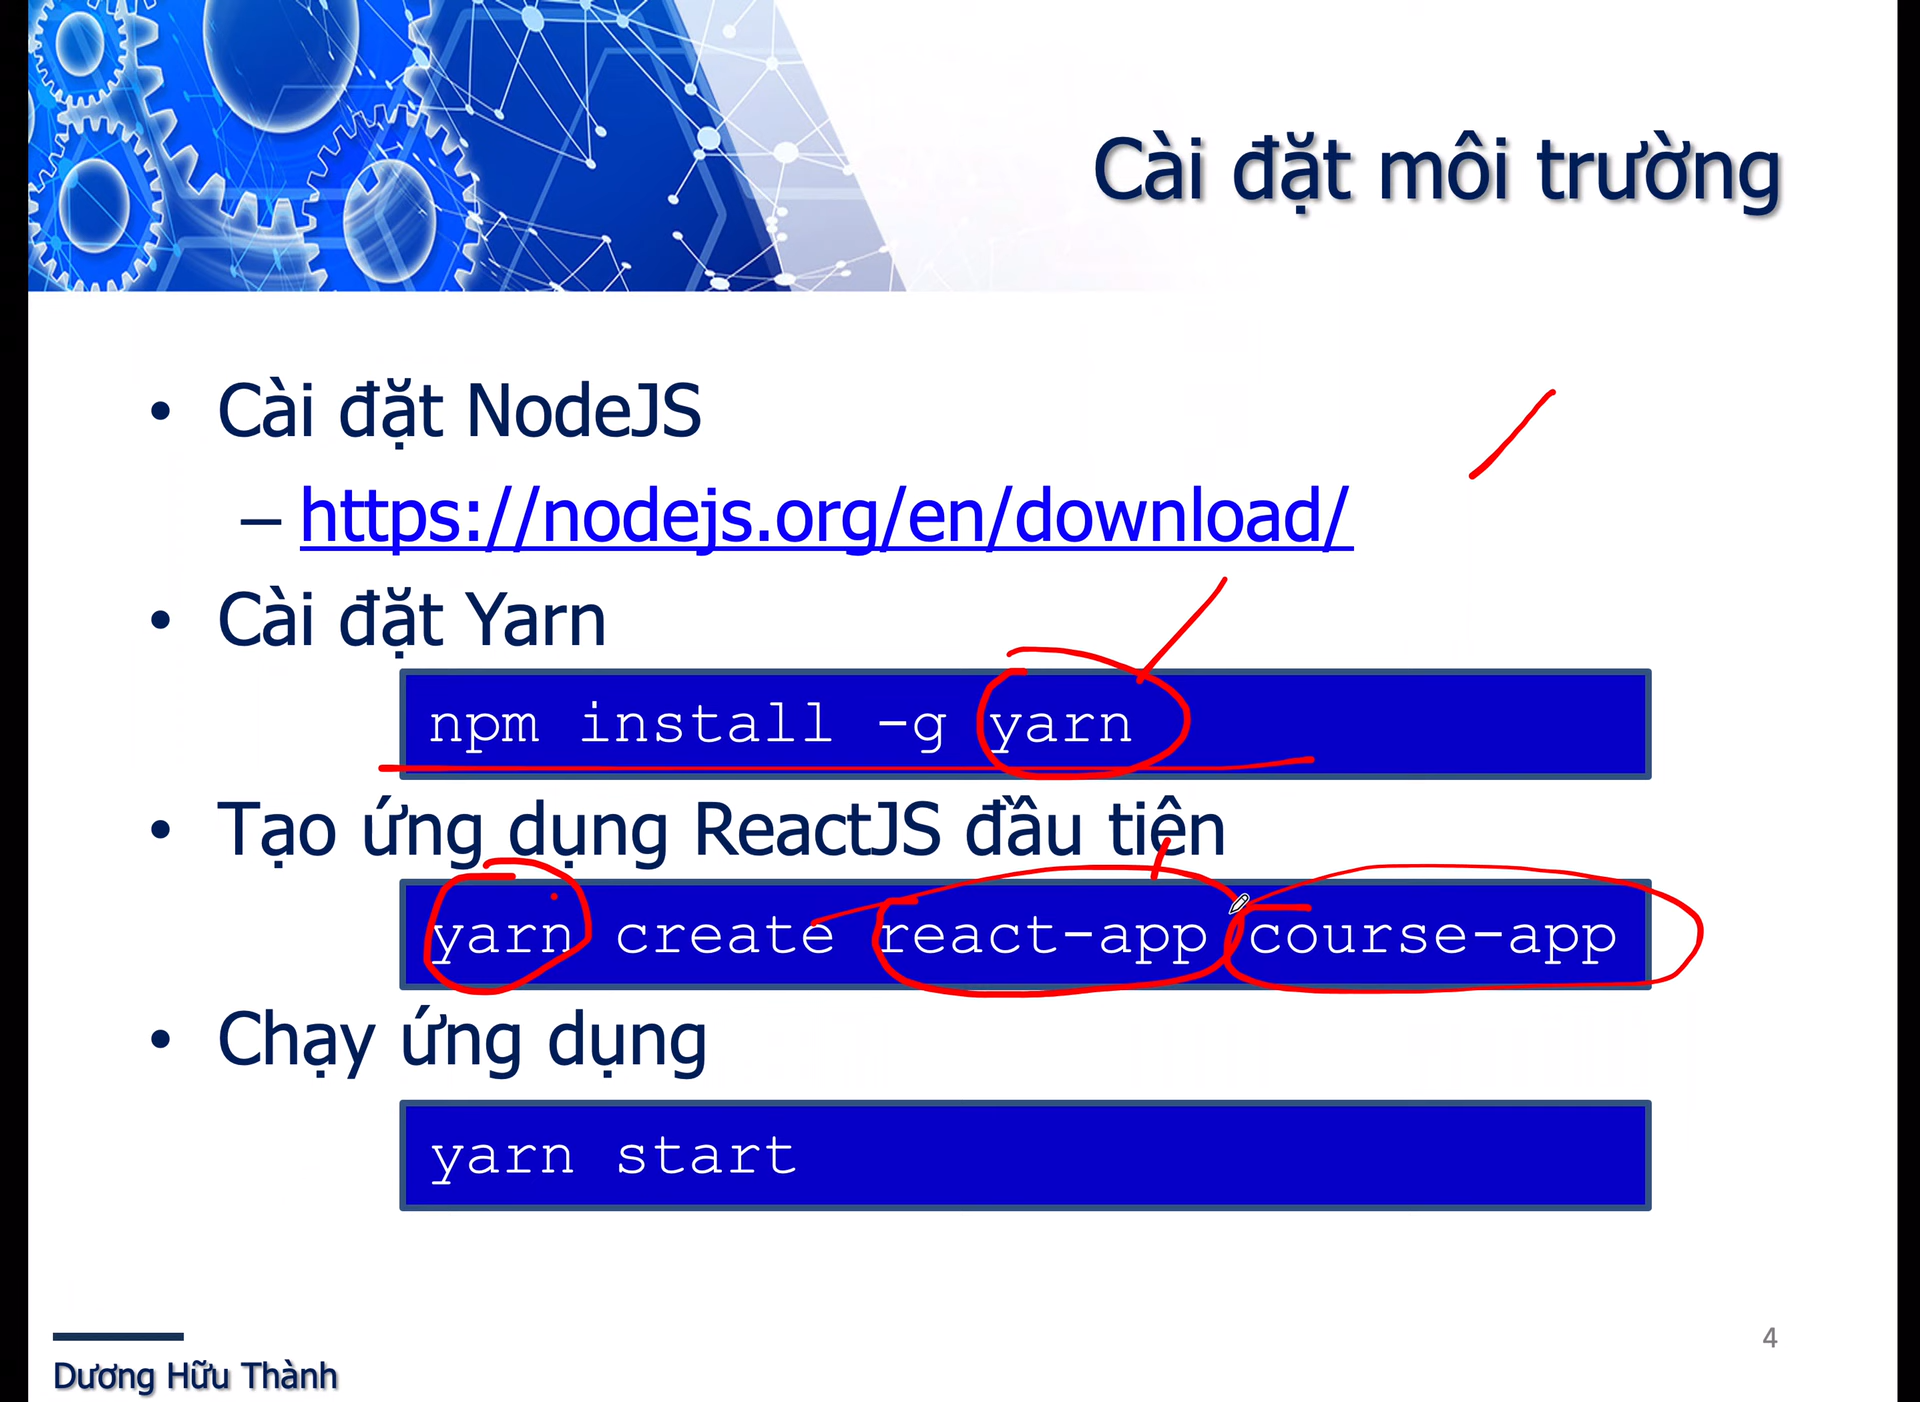 Cài đặt môi trường
• Cài đặt NodeJS
– https://nodejs.org/en/download/
• Cài đặt Yarn
npm install -g yarn
• Tạo ứng dụng ReactJS đầu tiên
yarn create react-app course-app
• Chạy ứng dụng
yarn start
4
Dương Hữu Thành